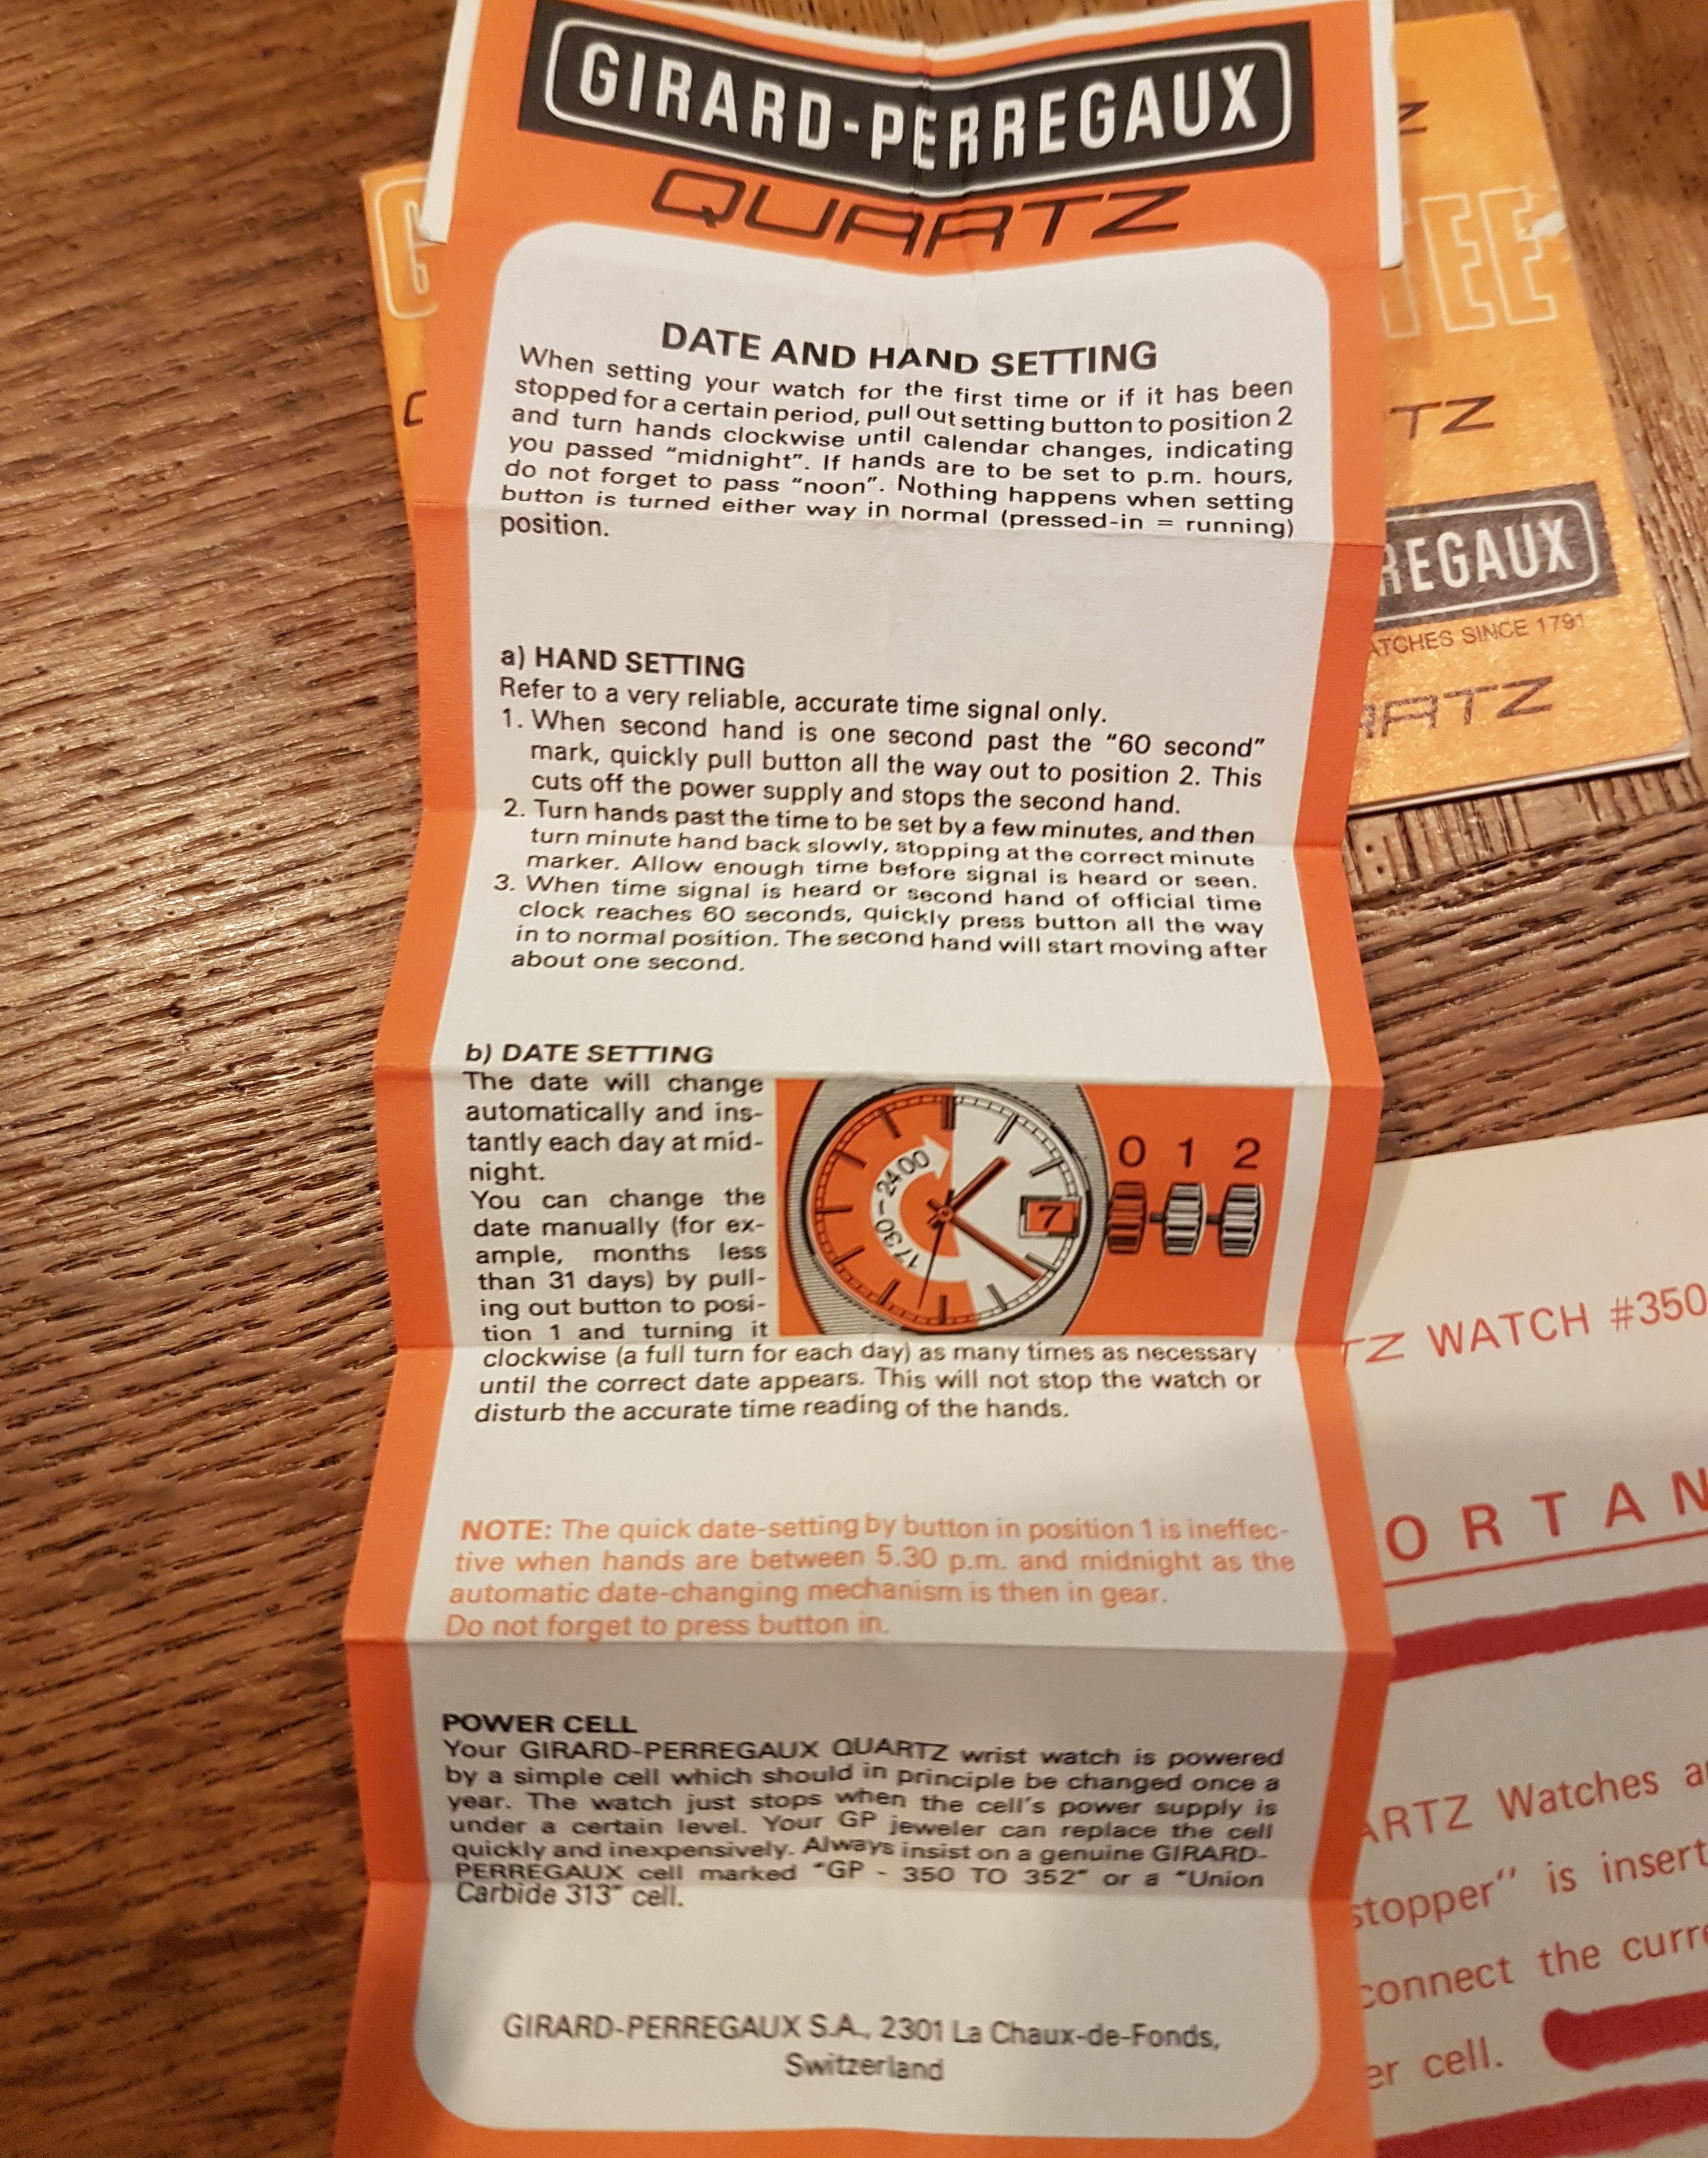 GIRARD-PERREGAUX
QUARTZ
DATE AND HAND SETTING
When setting your watch for the first time or if it has been
stopped for a certain period, pull out setting button to position 2
and turn hands clockwise until calendar changes, indicating
you passed “midnight”. If hands are to be set to p.m. hours,
do not forget to pass “noon”. Nothing happens when setting
button is turned either way in normal (pressed-in = running)
position.
a) HAND SETTING
Refer to a very reliable, accurate time signal only.
1. When second hand is one second past the “60 second”
mark, quickly pull button all the way out to position 2. This
cuts off the power supply and stops the second hand.
2. Turn hands past the time to be set by a few minutes, and then
turn minute hand back slowly, stopping at the correct minute
marker. Allow enough time before signal is heard or seen.
3. When time signal is heard or second hand of official time
clock reaches 60 seconds, quickly press button all the way
in to normal position. The second hand will start moving after
about one second.
b) DATE SETTING
The date will change
automatically and ins-
tantly each day at mid-
night.
You can change the
date manually (for ex-
ample, months less
than 31 days) by pull-
ing out button to posi-
tion 1 and turning it
clockwise (a full turn for each day) as many times as necessary
until the correct date appears. This will not stop the watch or
disturb the accurate time reading of the hands.
1730-2400
7
0 1 2
NOTE: The quick date-setting by button in position 1 is ineffec-
tive when hands are between 5.30 p.m. and midnight as the
automatic date-changing mechanism is then in gear.
Do not forget to press button in.
POWER CELL
Your GIRARD-PERREGAUX QUARTZ wrist watch is powered
by a simple cell which should in principle be changed once a
year. The watch just stops when the cell's power supply is
under a certain level. Your GP jeweler can replace the cell
quickly and inexpensively. Always insist on a genuine GIRARD-
PERREGAUX cell marked “GP - 350 TO 352” or a “Union
Carbide 313” cell.
GIRARD-PERREGAUX S.A., 2301 La Chaux-de-Fonds,
Switzerland
Z
TEE
TZ
REGAUX
ATCHES SINCE 1791
ARTZ
TZ WATCH #350
ORTAN
ARTZ Watches a
stopper" is insert
connect the curr
er cell.